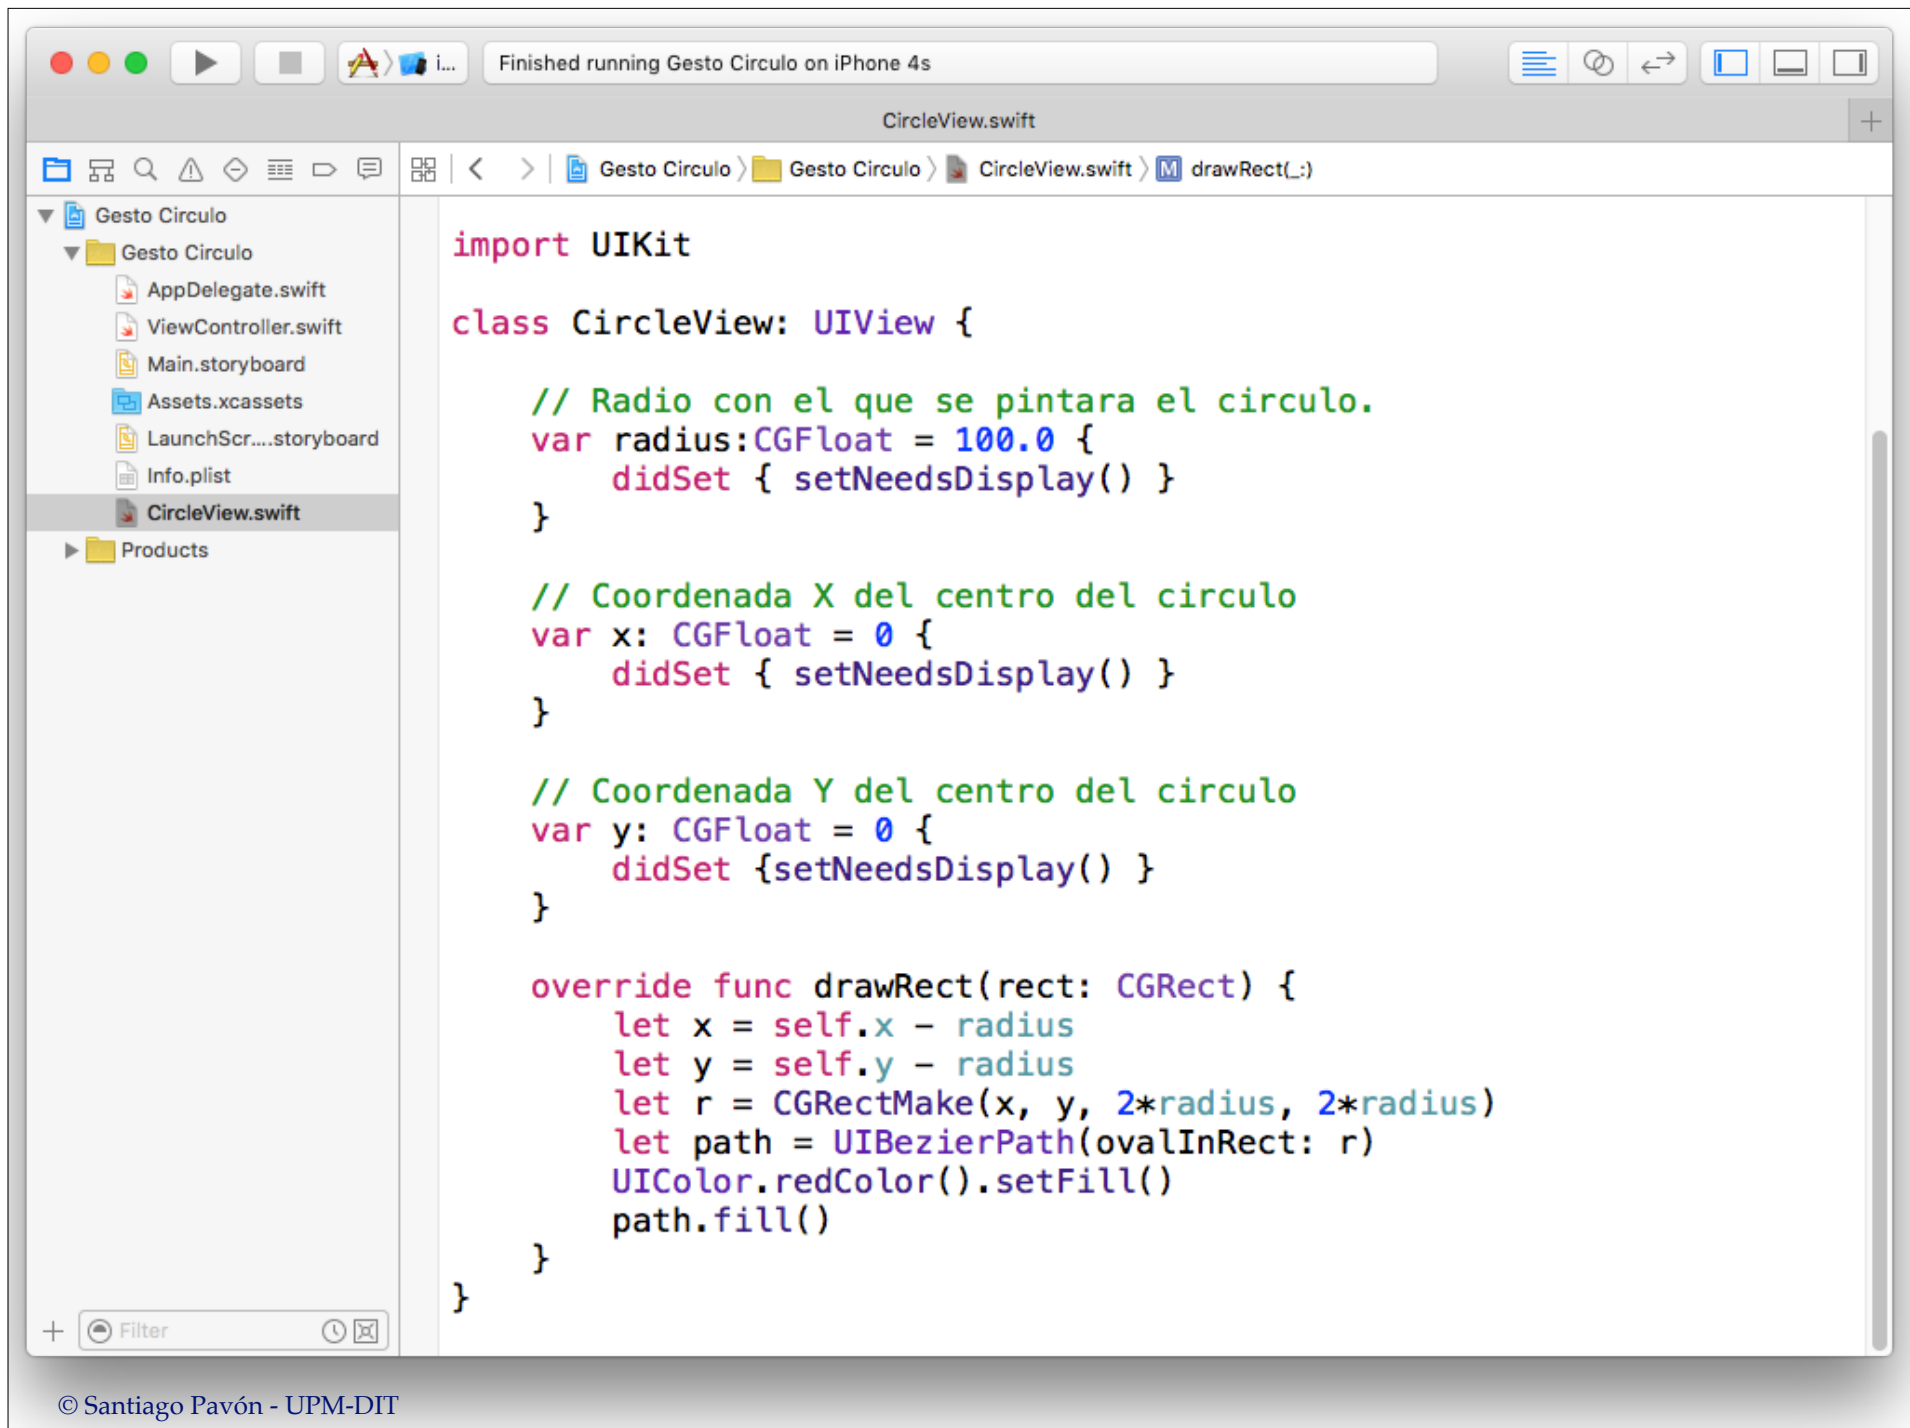 i...
Finished running Gesto Circulo on iPhone 4s
CircleView.swift
Gesto Circulo
Gesto Circulo
CircleView.swift
M drawRect(_:)
Gesto Circulo
Gesto Circulo
AppDelegate.swift
ViewController.swift
Main.storyboard
Assets.xcassets
LaunchScr....storyboard
Info.plist
CircleView.swift
Products
Filter
import UIKit
class CircleView: UIView {
// Radio con el que se pintara el circulo.
var radius:CGFloat = 100.0 {
didSet { setNeedsDisplay() }
}
// Coordenada X del centro del circulo
var x: CGFloat = 0 {
didSet { setNeedsDisplay() }
}
// Coordenada Y del centro del circulo
var y: CGFloat = 0 {
didSet {setNeedsDisplay() }
}
override func drawRect(rect: CGRect) {
let x = self.x - radius
let y = self.y - radius
let r = CGRectMake(x, y, 2*radius, 2*radius)
let path = UIBezierPath(ovalInRect: r)
UIColor.redColor().setFill()
path.fill()
}
}
© Santiago Pavón - UPM-DIT